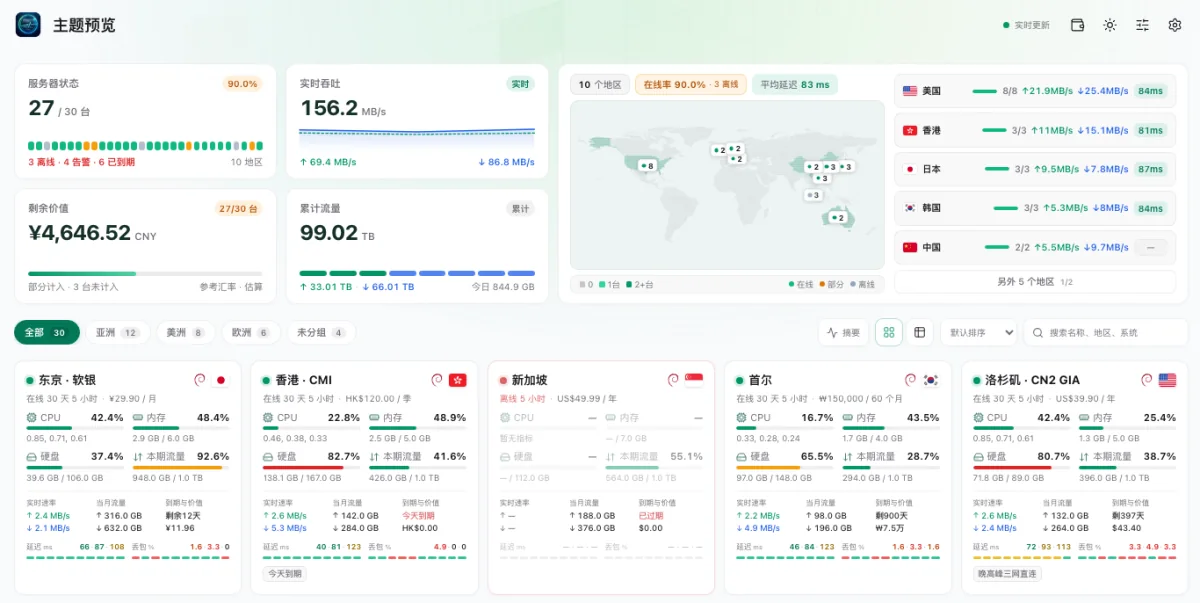 主题预览
实时更新
服务器状态
90.0%
27 / 30 台
3 离线 · 4 告警 · 6 已到期
10 地区
实时吞吐
实时
156.2 MB/s
↑ 69.4 MB/s
↓ 86.8 MB/s
剩余价值
27/30 台
¥4,646.52 CNY
部分计入 · 3 台未计入
参考汇率 · 估算
累计流量
累计
99.02 TB
↑ 33.01 TB · ↓ 66.01 TB
今日 844.9 GB
10 个地区
在线率 90.0% · 3 离线
平均延迟 83 ms
8
2
2
2
2
3
3
3
3
2
0 1台 2+台
在线 部分 离线
美国 8/8 ↑21.9MB/s ↓25.4MB/s 84ms
香港 3/3 ↑11MB/s ↓15.1MB/s 81ms
日本 3/3 ↑9.5MB/s ↓7.8MB/s 87ms
韩国 3/3 ↑5.3MB/s ↓8MB/s 84ms
中国 2/2 ↑5.5MB/s ↓9.7MB/s —
另外 5 个地区 1/2
全部 30
亚洲 12
美洲 8
欧洲 6
未分组 4
摘要
默认排序
搜索名称、地区、系统
东京 · 软银
在线 30 天 5 小时 · ¥29.90 / 月
CPU 42.4% 内存 48.4%
0.85, 0.71, 0.61 2.9 GB / 6.0 GB
硬盘 37.4% 本期流量 92.6%
39.6 GB / 106.0 GB 948.0 GB / 1.0 TB
实时速率 当月流量 到期与价值
↑ 2.4 MB/s ↑ 316.0 GB 剩余12天
↓ 2.1 MB/s ↓ 632.0 GB ¥11.96
延迟 ms 66 · 87 · 108 丢包 % 1.6 · 3.3 · 0
香港 · CMI
在线 30 天 5 小时 · HK$120.00 / 季
CPU 22.8% 内存 48.9%
0.46, 0.38, 0.33 2.5 GB / 5.0 GB
硬盘 82.7% 本期流量 41.6%
138.1 GB / 167.0 GB 426.0 GB / 1.0 TB
实时速率 当月流量 到期与价值
↑ 2.6 MB/s ↑ 142.0 GB 今天到期
↓ 5.3 MB/s ↓ 284.0 GB HK$0.00
延迟 ms 40 · 81 · 123 丢包 % 4.9 · 0 · 0
今天到期
新加坡
离线 5 小时 · US$49.99 / 年
CPU — 内存 —
暂无指标 — / 7.0 GB
硬盘 — 本期流量 55.1%
— / 112.0 GB 564.0 GB / 1.0 TB
实时速率 当月流量 到期与价值
↑ — ↑ 188.0 GB 已过期
↓ — ↓ 376.0 GB $0.00
延迟 ms — · — · — 丢包 % — · — · —
首尔
在线 30 天 5 小时 · ₩150,000 / 60 个月
CPU 16.7% 内存 43.5%
0.33, 0.28, 0.24 1.7 GB / 4.0 GB
硬盘 65.5% 本期流量 28.7%
97.0 GB / 148.0 GB 294.0 GB / 1.0 TB
实时速率 当月流量 到期与价值
↑ 2.2 MB/s ↑ 98.0 GB 剩900天
↓ 4.9 MB/s ↓ 196.0 GB ₩7.5万
延迟 ms 46 · 84 · 123 丢包 % 1.6 · 3.3 · 1.6
洛杉矶 · CN2 GIA
在线 30 天 5 小时 · US$39.90 / 年
CPU 42.4% 内存 25.4%
0.85, 0.71, 0.61 1.3 GB / 5.0 GB
硬盘 80.7% 本期流量 38.7%
71.8 GB / 89.0 GB 396.0 GB / 1.0 TB
实时速率 当月流量 到期与价值
↑ 2.6 MB/s ↑ 132.0 GB 剩397天
↓ 2.4 MB/s ↓ 264.0 GB $43.40
延迟 ms 72 · 93 · 113 丢包 % 3.3 · 4.9 · 3.3
晚高峰三网直连